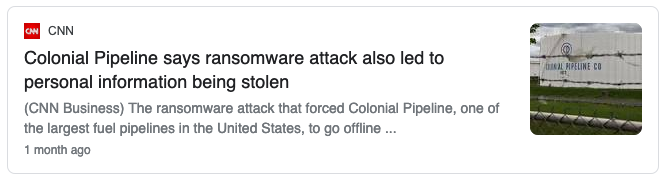 CNN CNN
Colonial Pipeline says ransomware attack also led to
personal information being stolen
(CNN Business) The ransomware attack that forced Colonial Pipeline, one of
the largest fuel pipelines in the United States, to go offline ...
1 month ago
COLONIAL PIPELINE CO